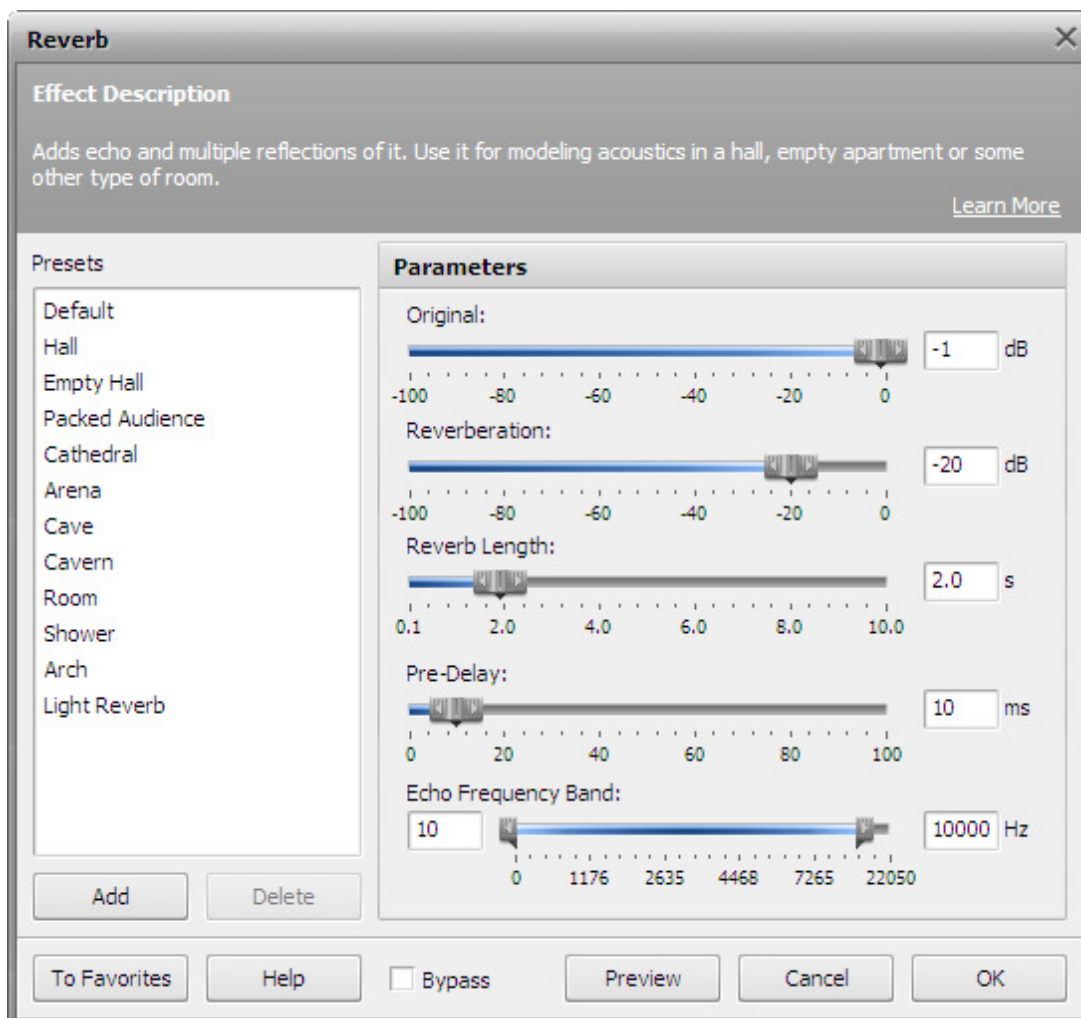 Reverb
Effect Description
Adds echo and multiple reflections of it. Use it for modeling acoustics in a hall, empty apartment or some
other type of room.
Learn More
Presets
Default
Hall
Empty Hall
Packed Audience
Cathedral
Arena
Cave
Cavern
Room
Shower
Arch
Light Reverb
Add Delete
Parameters
Original:
-1 dB
-100 -80 -60 -40 -20 0
Reverberation:
-20 dB
-100 -80 -60 -40 -20 0
Reverb Length:
2.0 s
0.1 2.0 4.0 6.0 8.0 10.0
Pre-Delay:
10 ms
0 20 40 60 80 100
Echo Frequency Band:
10 10000 Hz
0 1176 2635 4468 7265 22050
To Favorites Help Bypass Preview Cancel OK